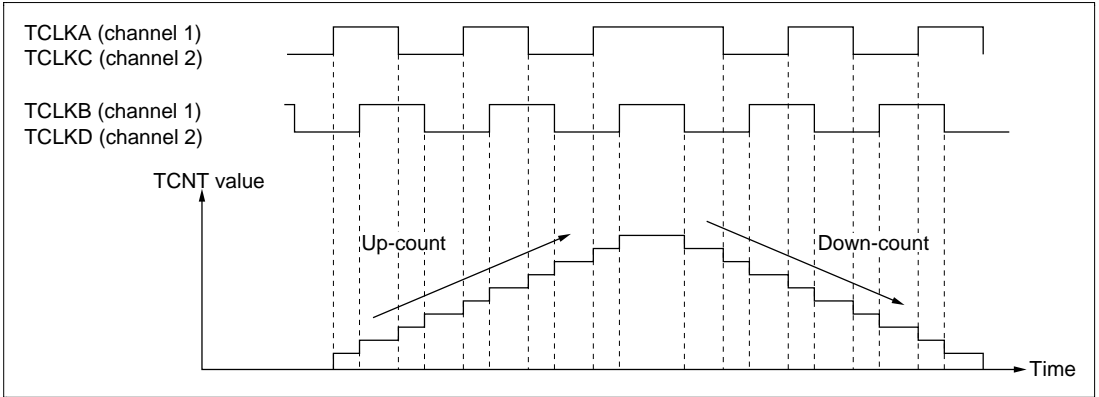 TCLKA (channel 1)
TCLKC (channel 2)
TCLKB (channel 1)
TCLKD (channel 2)
TCNT value
Up-count
Down-count
Time